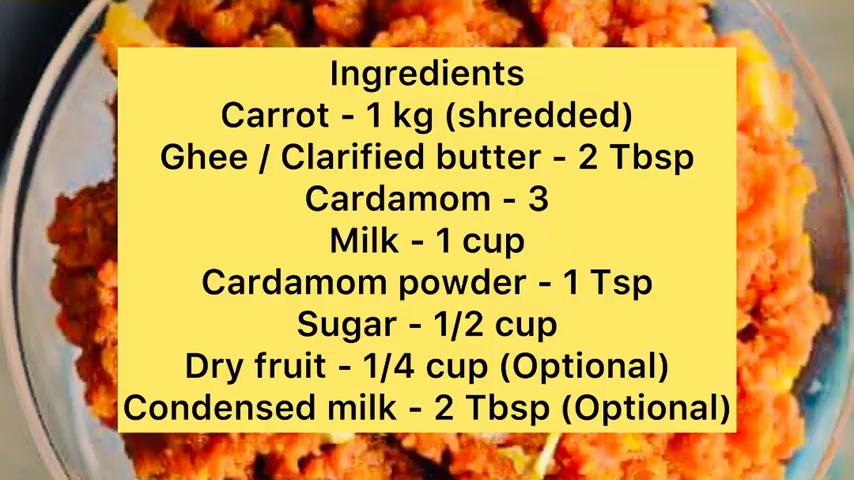 Ingredients
Carrot - 1 kg (shredded)
Ghee / Clarified butter - 2 Tbsp
Cardamom - 3
Milk - 1 cup
Cardamom powder - 1 Tsp
Sugar - 1/2 cup
Dry fruit - 1/4 cup (Optional)
Condensed milk - 2 Tbsp (Optional)